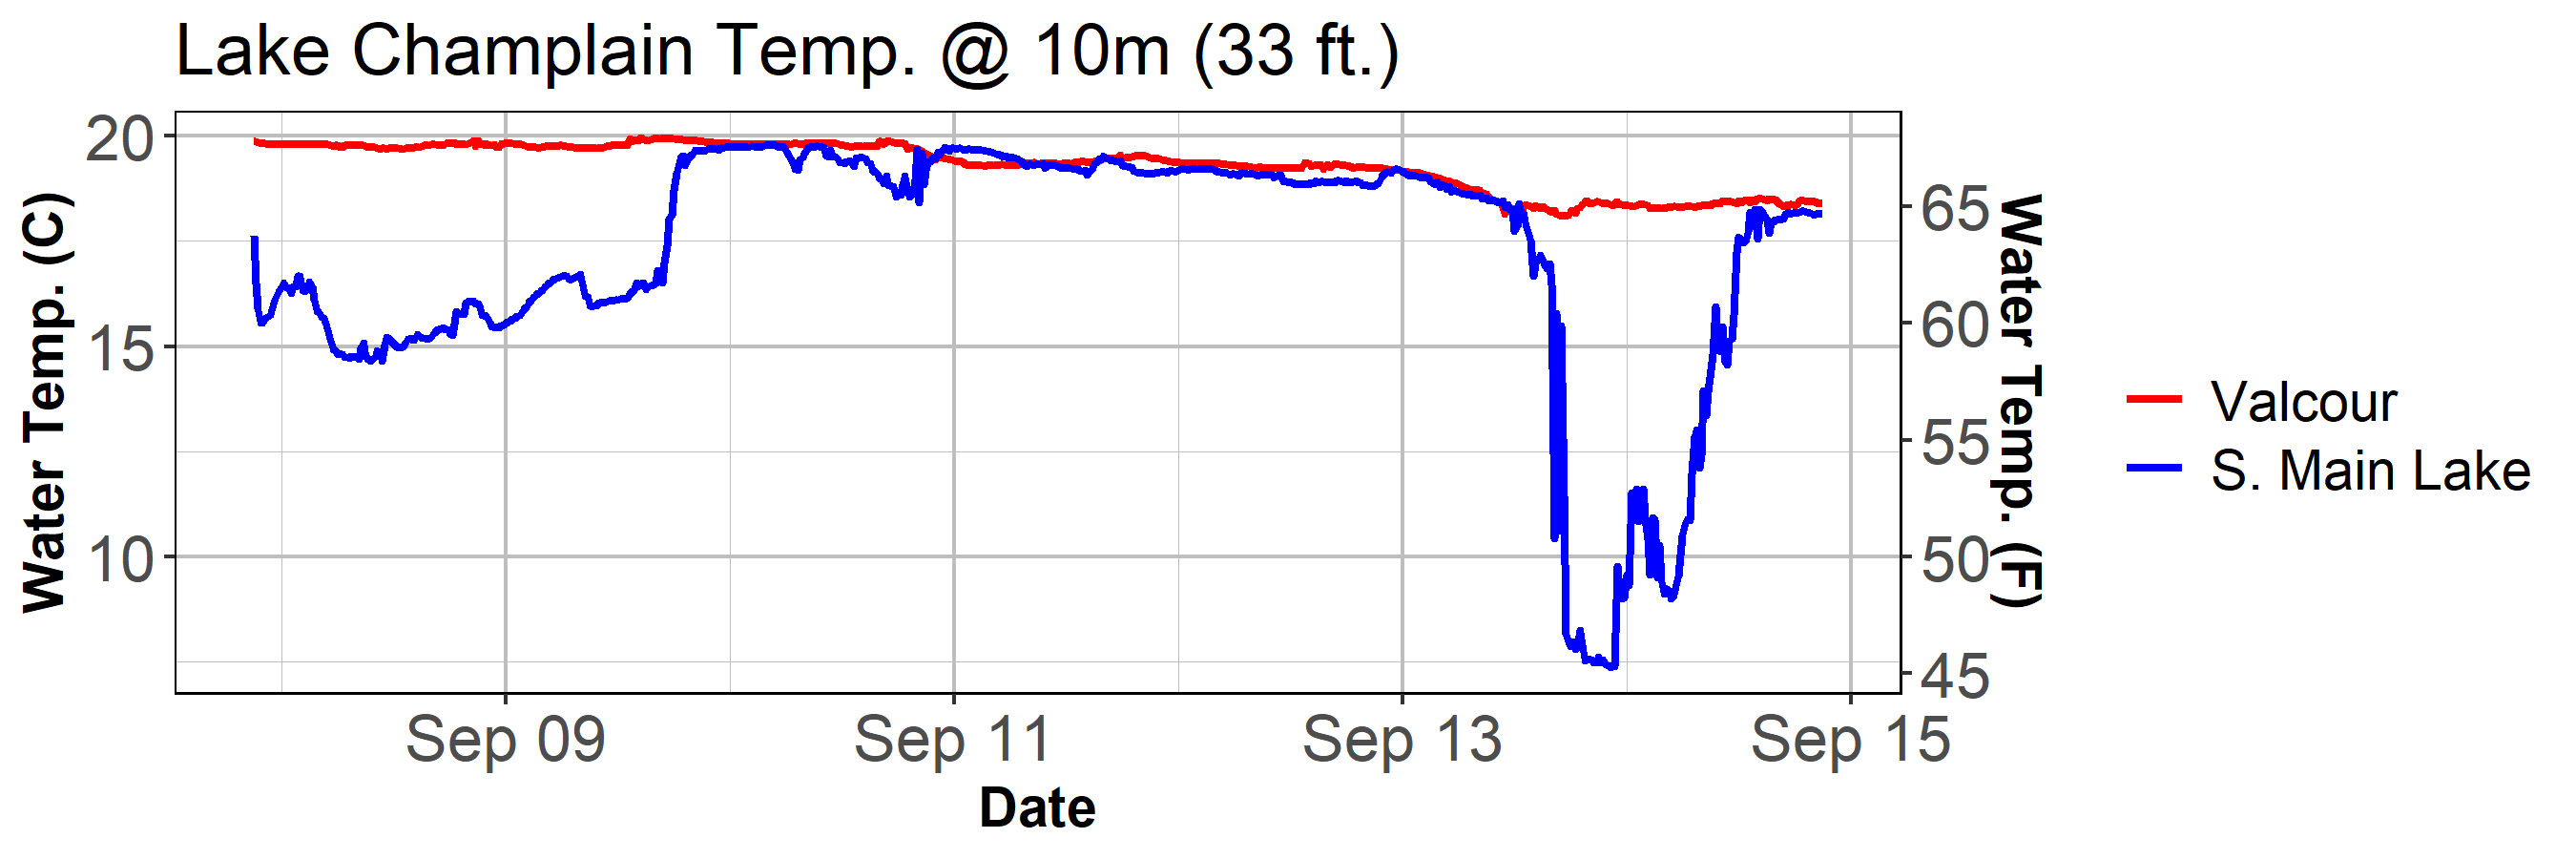 Lake Champlain Temp. @ 10m (33 ft.)
Water Temp. (C)
20
15
10
65
60
55
50
45
Water Temp. (F)
Sep 09
Sep 11
Sep 13
Sep 15
Date
Valcour
S. Main Lake